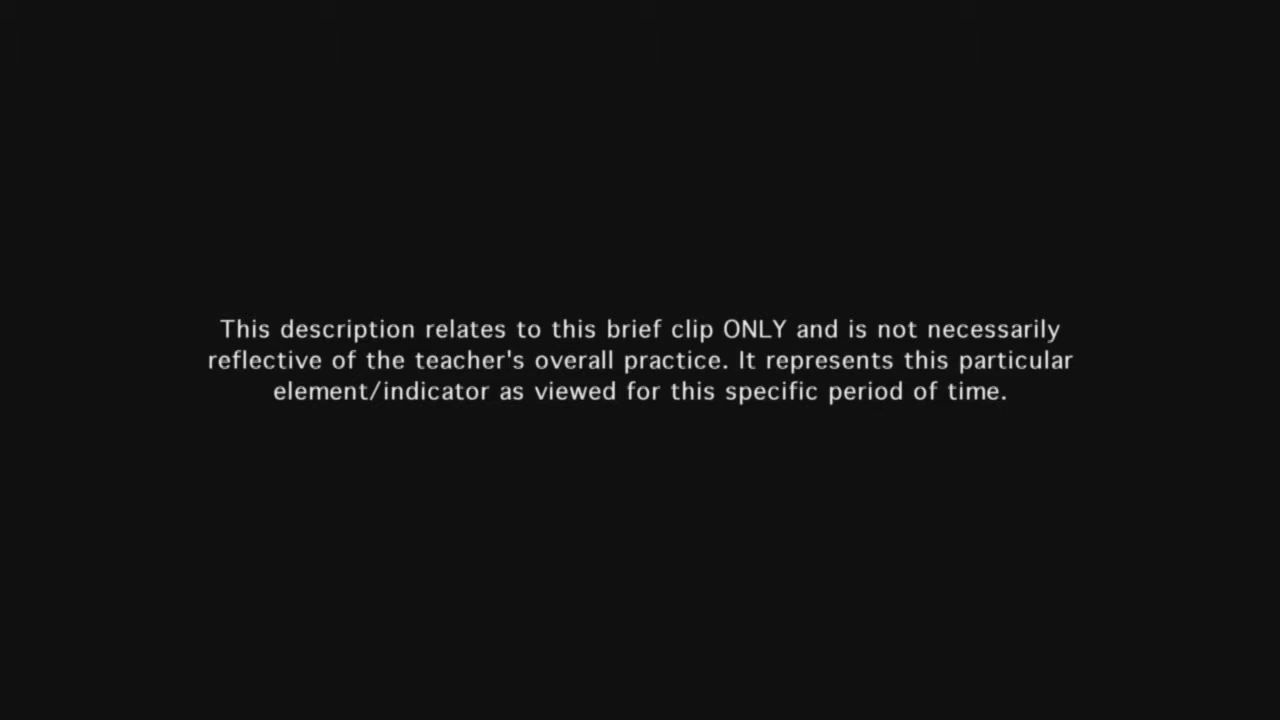 This description relates to this brief clip ONLY and is not necessarily
reflective of the teacher's overall practice. It represents this particular
element/indicator as viewed for this specific period of time.